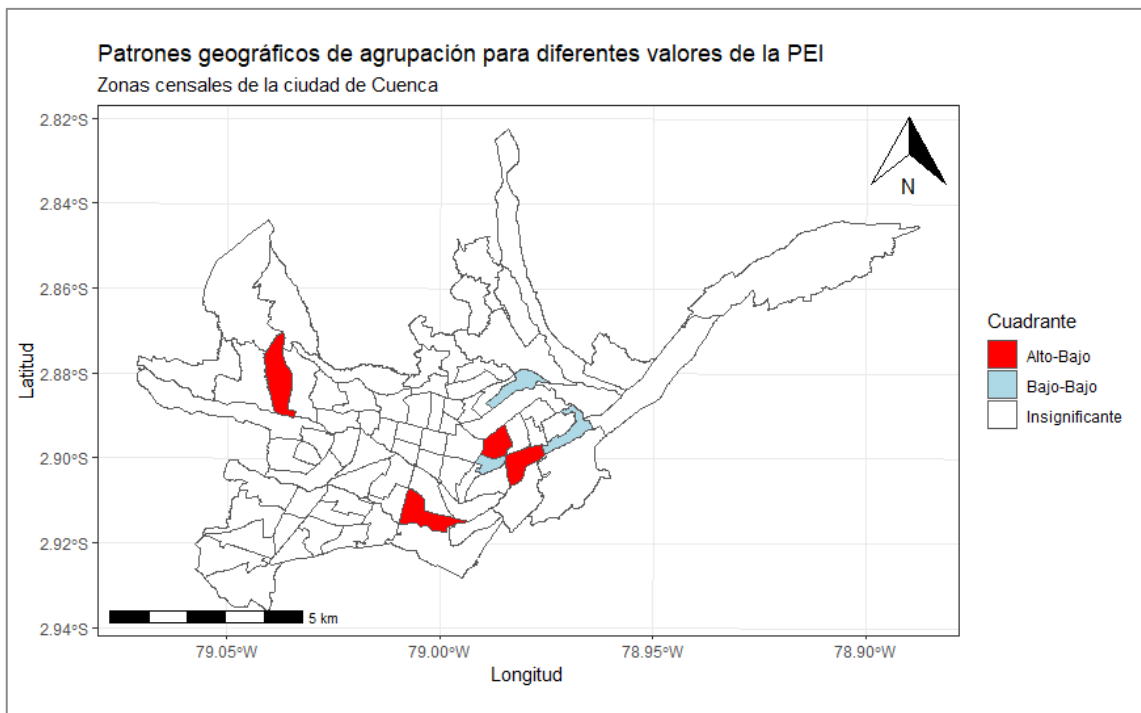 Patrones geográficos de agrupación para diferentes valores de la PEI
Zonas censales de la ciudad de Cuenca
2.82°S
2.84°S
2.86°S
2.88°S
2.90°S
2.92°S
2.94°S
Latitud
N
5 km
79.05°W
79.00°W
78.95°W
78.90°W
Longitud
Cuadrante
Alto-Bajo
Bajo-Bajo
Insignificante